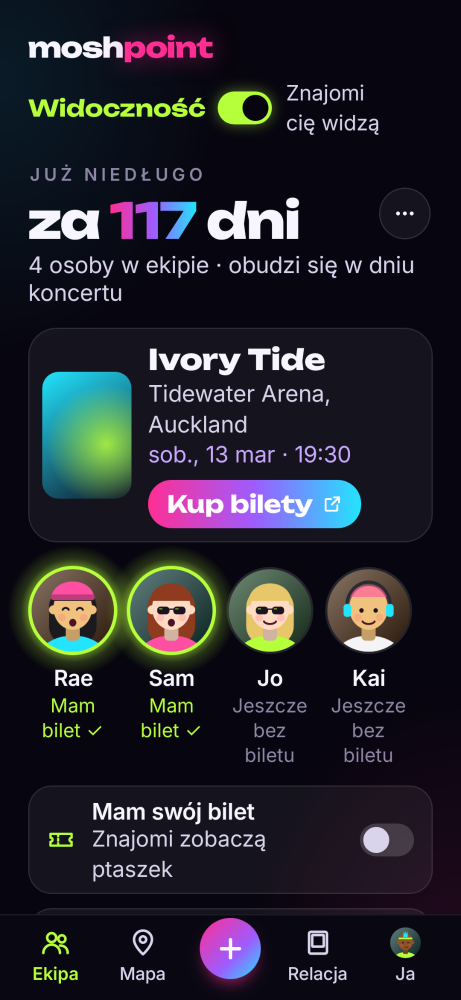 moshpoint
Widoczność
Znajomi
cię widzą
JUŻ NIEDŁUGO
za 117 dni
4 osoby w ekipie · obudzi się w dniu
koncertu
Ivory Tide
Tidewater Arena,
Auckland
sob., 13 mar · 19:30
Kup bilety
Rae
Mam
bilet ✓
Sam
Mam
bilet ✓
Jo
Jeszcze
bez
biletu
Kai
Jeszcze
bez
biletu
Mam swój bilet
Znajomi zobaczą
ptaszek
Ekipa
Mapa
Relacja
Ja